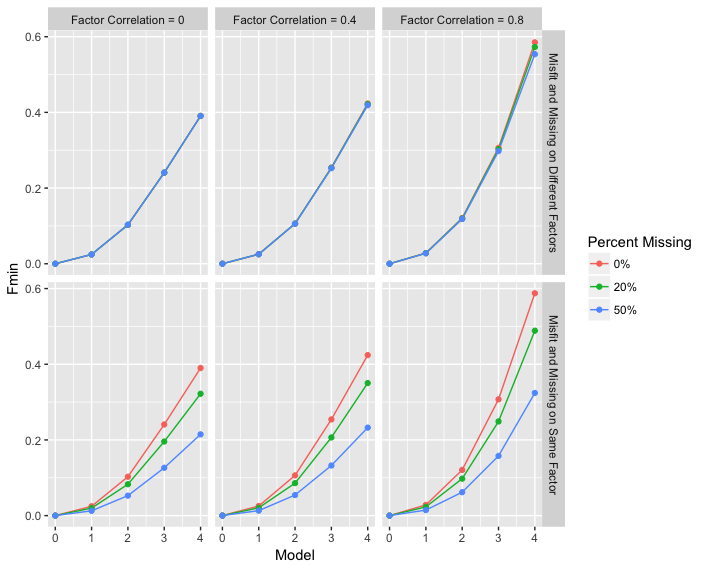 Factor Correlation = 0
Factor Correlation = 0.4
Factor Correlation = 0.8
0.6
0.4
0.2
0.0
Misfit and Missing on Different Factors
Fmin
0.6
0.4
0.2
0.0
Misfit and Missing on Same Factor
0 1 2 3 4
0 1 2 3 4
0 1 2 3 4
Model
Percent Missing
0%
20%
50%